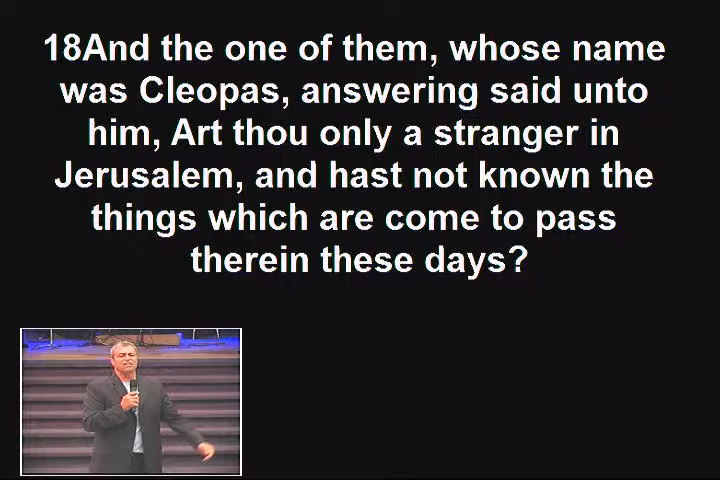 18And the one of them, whose name
was Cleopas, answering said unto
him, Art thou only a stranger in
Jerusalem, and hast not known the
things which are come to pass
therein these days?